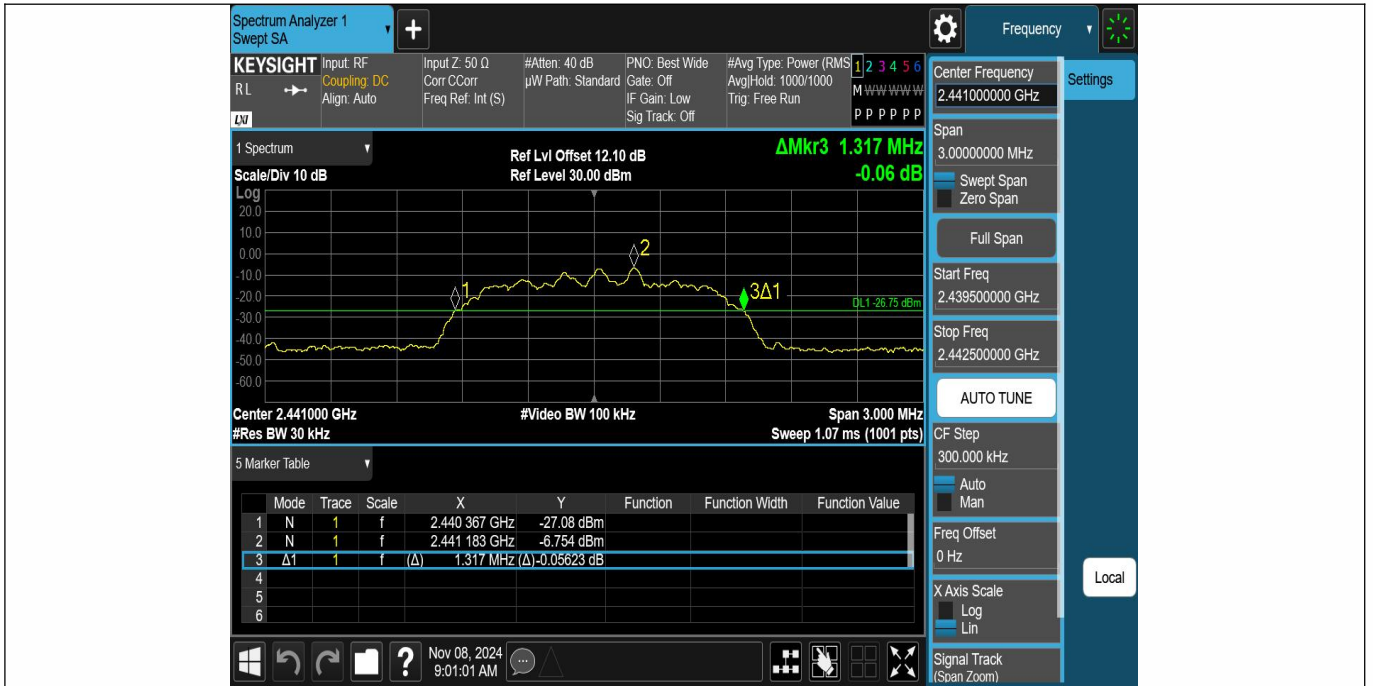 Spectrum Analyzer 1
Swept SA
+
Frequency
KEYSIGHT
RL
LXI
Input: RF
Coupling: DC
Align: Auto
Input Z: 50 Ω
Corr CCorr
Freq Ref: Int (S)
#Atten: 40 dB
µW Path: Standard
PNO: Best Wide
Gate: Off
IF Gain: Low
Sig Track: Off
#Avg Type: Power (RMS
Avg|Hold: 1000/1000
Trig: Free Run
1 2 3 4 5 6
M W W W W W
P P P P P P
1 Spectrum
Scale/Div 10 dB
Ref Lvl Offset 12.10 dB
Ref Level 30.00 dBm
ΔMkr3 1.317 MHz
-0.06 dB
Log
20.0
10.0
0.00
-10.0
-20.0
-30.0
-40.0
-50.0
-60.0
1
2
3Δ1
DL1 -26.75 dBm
Center 2.441000 GHz
#Video BW 100 kHz
Span 3.000 MHz
#Res BW 30 kHz
Sweep 1.07 ms (1001 pts)
5 Marker Table
Mode Trace Scale X Y Function Function Width Function Value
1 N 1 f 2.440 367 GHz -27.08 dBm
2 N 1 f 2.441 183 GHz -6.754 dBm
3 Δ1 1 f (Δ) 1.317 MHz (Δ) -0.05623 dB
4
5
6
?
Nov 08, 2024
9:01:01 AM
Center Frequency
2.441000000 GHz
Settings
Span
3.00000000 MHz
Swept Span
Zero Span
Full Span
Start Freq
2.439500000 GHz
Stop Freq
2.442500000 GHz
AUTO TUNE
CF Step
300.000 kHz
Auto
Man
Freq Offset
0 Hz
Local
X Axis Scale
Log
Lin
Signal Track
(Span Zoom)